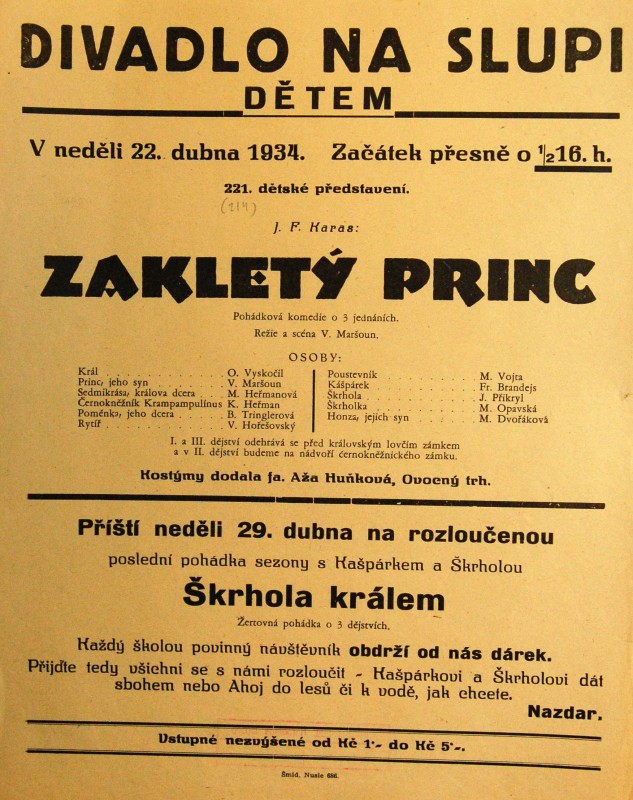 DIVADLO NA SLUPI
DĚTEM
V neděli 22. dubna 1934. Začátek přesně o ½16. h.
221. dětské představení.
(214)
J. F. Karas:
ZAKLETÝ PRINC
Pohádková komedie o 3 jednáních.
Režie a scéna V. Maršoun.
OSOBY:
Král . . . . . . . . . . . O. Vyskočil
Princ, jeho syn . . . . . . V. Maršoun
Sedmikrása, králova dcera . . M. Heřmanová
Černokněžník Krampampulínus K. Heřman
Poměnka, jeho dcera . . . . B. Trínglerová
Rytíř . . . . . . . . . . . V. Hořešovský
Poustevník . . . . . . . M. Vojta
Kášpárek . . . . . . . . Fr. Brandejs
Škrhola . . . . . . . . . J. Přikryl
Škrholka . . . . . . . . M. Opavská
Honza, jejich syn . . . . M. Dvořáková
I. a III. dějství odehrává se před královským lovčím zámkem
a v II. dějství budeme na nádvoří černokněžnického zámku.
Kostýmy dodala fa. Aža Huňková, Ovocný trh.
Příští neděli 29. dubna na rozloučenou
poslední pohádka sezony s Kašpárkem a Škrholou
Škrhola králem
Žertovná pohádka o 3 dějstvích.
Každý školou povinný návštěvník obdrží od nás dárek.
Přijďte tedy všichni se s námi rozloučit - Kašpárkovi a Škrholovi dát
sbohem nebo Ahoj do lesů či k vodě, jak chcete.
Nazdar.
Vstupné nezvýšené od Kč 1·- do Kč 5·-.
Šmíd, Nusle 686.